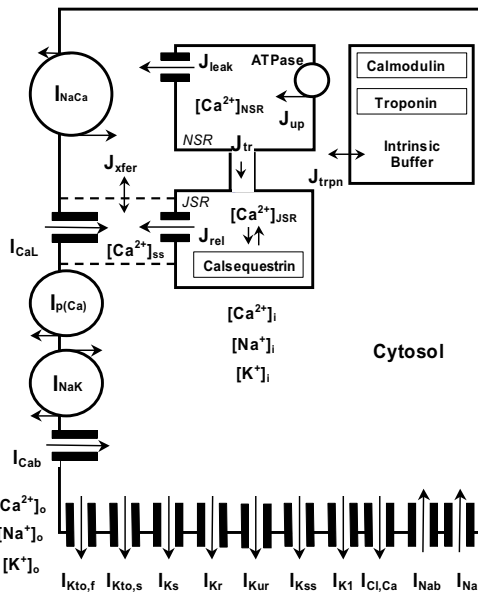 I_NaCa
J_leak
ATPase
[Ca²⁺]_NSR
J_up
NSR
J_tr
Calmodulin
Troponin
Intrinsic
Buffer
J_trpn
J_xfer
JSR
[Ca²⁺]_JSR
J_rel
Calsequestrin
I_CaL
[Ca²⁺]_ss
I_p(Ca)
I_NaK
I_Cab
[Ca²⁺]_i
[Na⁺]_i
[K⁺]_i
Cytosol
Ca²⁺]_o
Na⁺]_o
[K⁺]_o
I_Kto,f I_Kto,s I_Ks I_Kr I_Kur I_Kss I_K1 I_Cl,Ca I_Nab I_Na